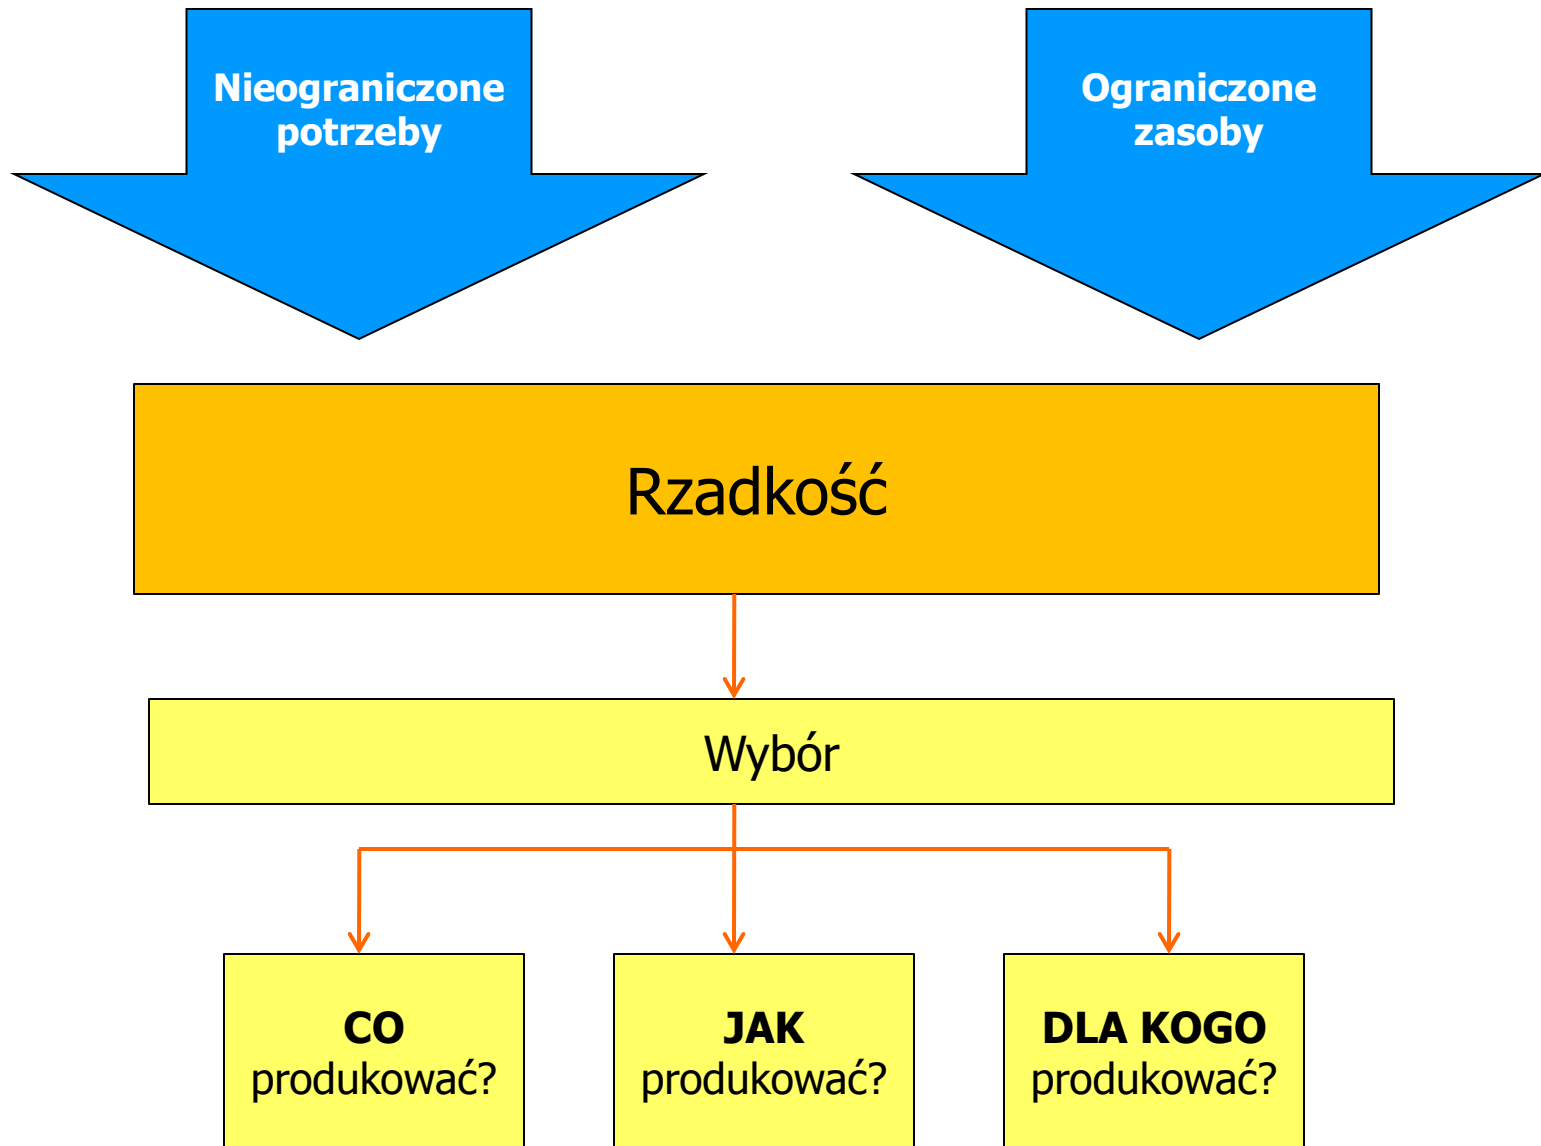 Nieograniczone
potrzeby
Ograniczone
zasoby
Rzadkość
Wybór
CO
produkować?
JAK
produkować?
DLA KOGO
produkować?